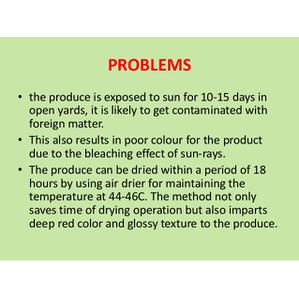 PROBLEMS
• the produce is exposed to sun for 10-15 days in
open yards, it is likely to get contaminated with
foreign matter.
• This also results in poor colour for the product
due to the bleaching effect of sun-rays.
• The produce can be dried within a period of 18
hours by using air drier for maintaining the
temperature at 44-46C. The method not only
saves time of drying operation but also imparts
deep red color and glossy texture to the produce.